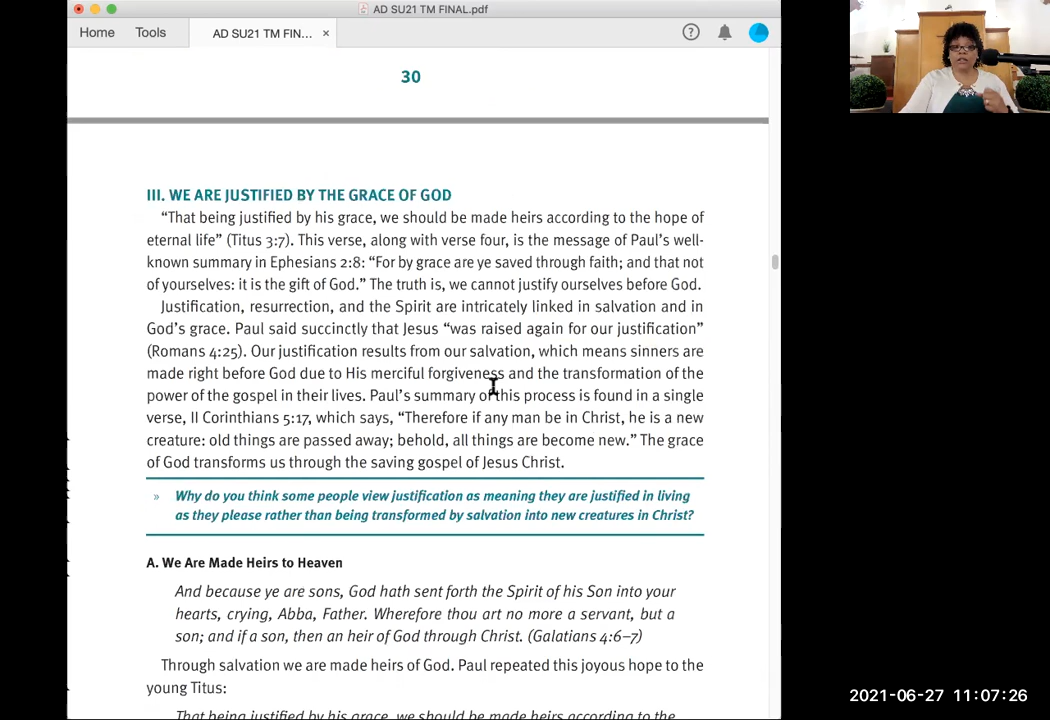 AD SU21 TM FINAL.pdf
Home Tools AD SU21 TM FIN... ×
30
III. WE ARE JUSTIFIED BY THE GRACE OF GOD
“That being justified by his grace, we should be made heirs according to the hope of
eternal life” (Titus 3:7). This verse, along with verse four, is the message of Paul’s well-
known summary in Ephesians 2:8: “For by grace are ye saved through faith; and that not
of yourselves: it is the gift of God.” The truth is, we cannot justify ourselves before God.
Justification, resurrection, and the Spirit are intricately linked in salvation and in
God’s grace. Paul said succinctly that Jesus “was raised again for our justification”
(Romans 4:25). Our justification results from our salvation, which means sinners are
made right before God due to His merciful forgiveness and the transformation of the
power of the gospel in their lives. Paul’s summary of this process is found in a single
verse, II Corinthians 5:17, which says, “Therefore if any man be in Christ, he is a new
creature: old things are passed away; behold, all things are become new.” The grace
of God transforms us through the saving gospel of Jesus Christ.
» Why do you think some people view justification as meaning they are justified in living
as they please rather than being transformed by salvation into new creatures in Christ?
A. We Are Made Heirs to Heaven
And because ye are sons, God hath sent forth the Spirit of his Son into your
hearts, crying, Abba, Father. Wherefore thou art no more a servant, but a
son; and if a son, then an heir of God through Christ. (Galatians 4:6–7)
Through salvation we are made heirs of God. Paul repeated this joyous hope to the
young Titus:
That being justified by his grace, we should be made heirs according to the
2021-06-27 11:07:26